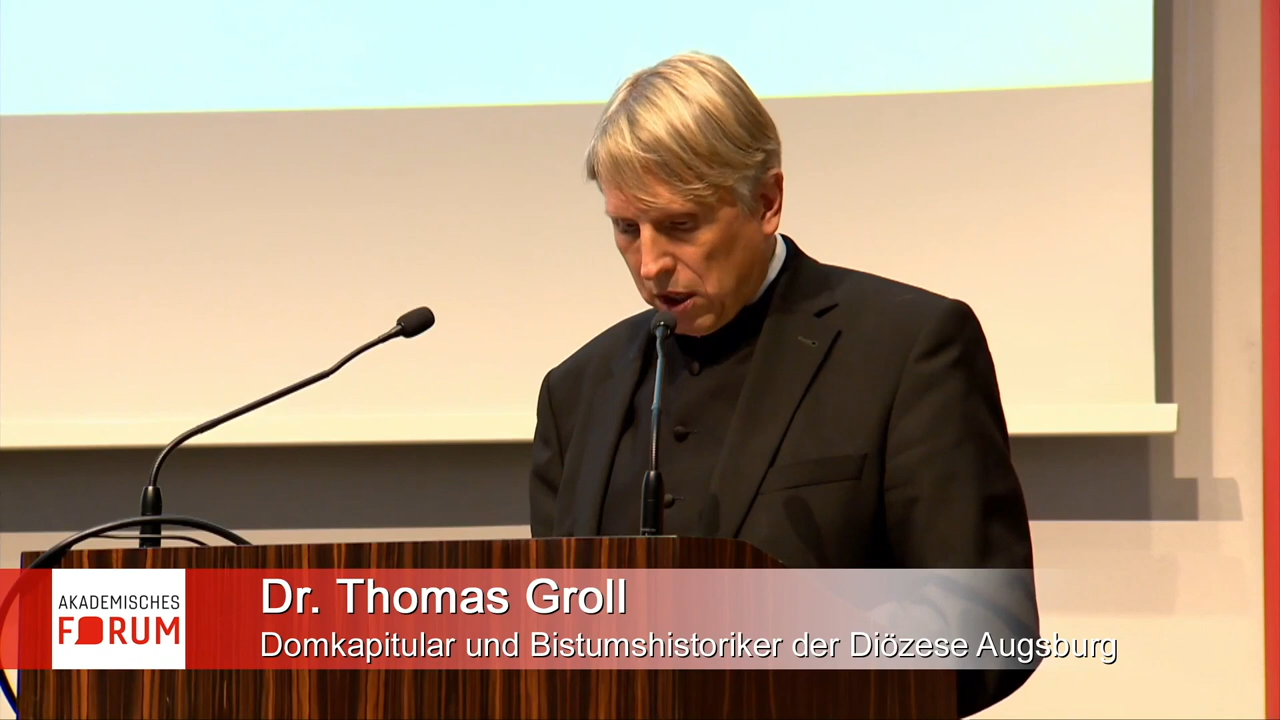 AKADEMISCHES
FORUM
Dr. Thomas Groll
Domkapitular und Bistumshistoriker der Diözese Augsburg